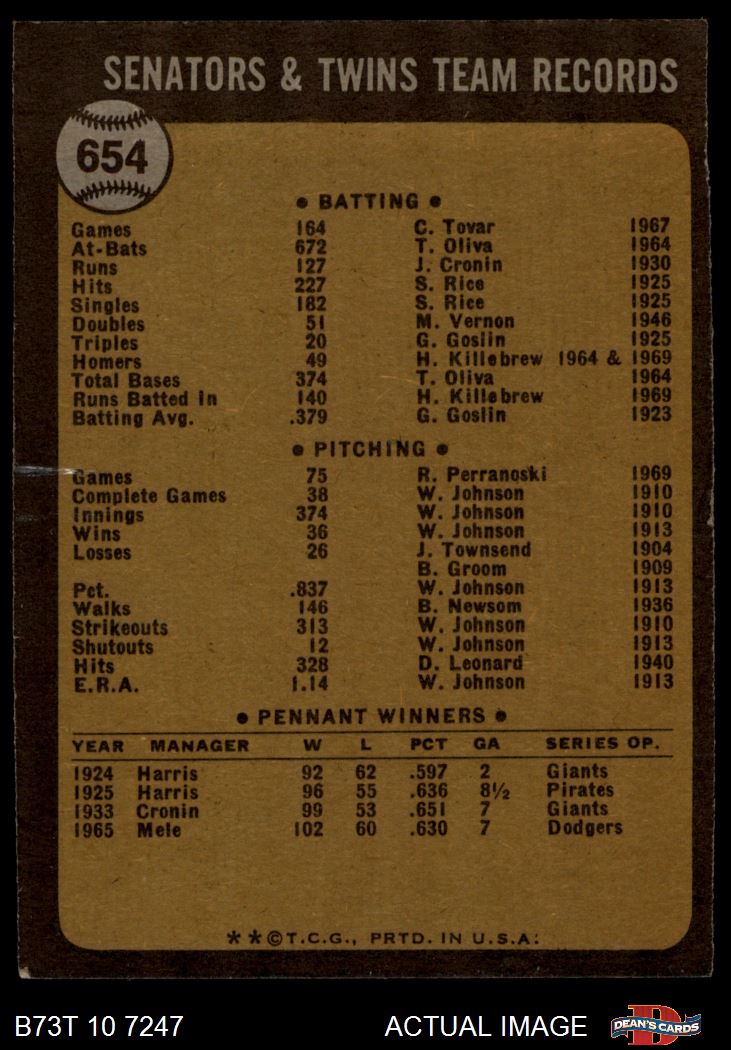 SENATORS & TWINS TEAM RECORDS
654
• BATTING •
Games 164 C. Tovar 1967
At-Bats 672 T. Oliva 1964
Runs 127 J. Cronin 1930
Hits 227 S. Rice 1925
Singles 182 S. Rice 1925
Doubles 51 M. Vernon 1946
Triples 20 G. Goslin 1925
Homers 49 H. Killebrew 1964 & 1969
Total Bases 374 T. Oliva 1964
Runs Batted In 140 H. Killebrew 1969
Batting Avg. .379 G. Goslin 1923
• PITCHING •
Games 75 R. Perranoski 1969
Complete Games 38 W. Johnson 1910
Innings 374 W. Johnson 1910
Wins 36 W. Johnson 1913
Losses 26 J. Townsend 1904
B. Groom 1909
Pct. .837 W. Johnson 1913
Walks 146 B. Newsom 1936
Strikeouts 313 W. Johnson 1910
Shutouts 12 W. Johnson 1913
Hits 328 D. Leonard 1940
E.R.A. 1.14 W. Johnson 1913
• PENNANT WINNERS •
YEAR MANAGER W L PCT GA SERIES OP.
1924 Harris 92 62 .597 2 Giants
1925 Harris 96 55 .636 8½ Pirates
1933 Cronin 99 53 .651 7 Giants
1965 Mele 102 60 .630 7 Dodgers
**©T.C.G., PRTD. IN U.S.A.
B73T 10 7247 ACTUAL IMAGE D DEAN'S CARDS